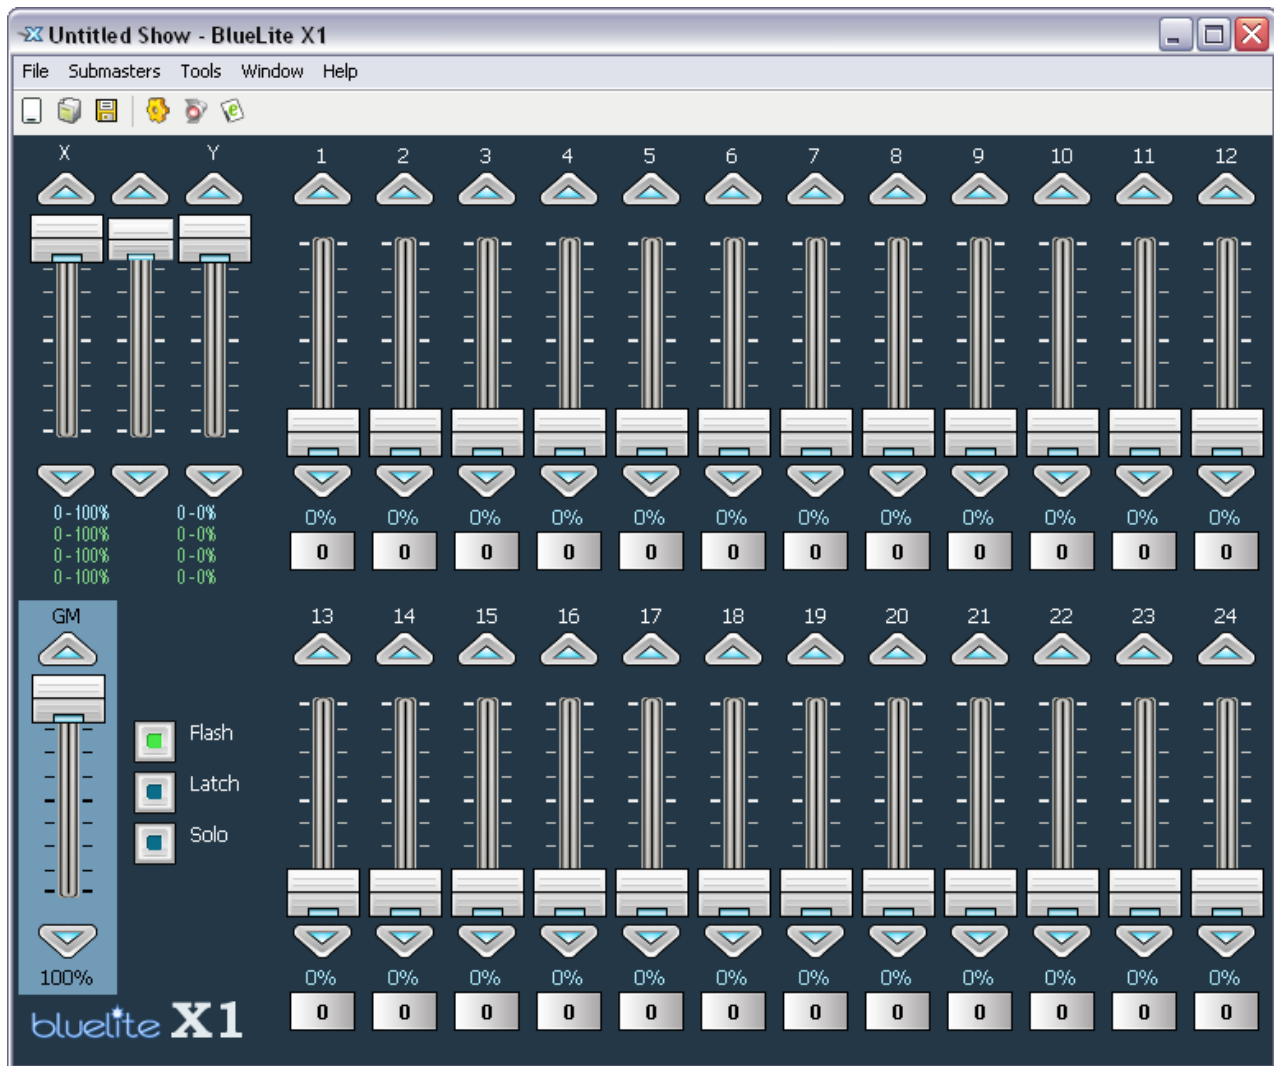 Untitled Show - BlueLite X1
File Submasters Tools Window Help
X Y 1 2 3 4 5 6 7 8 9 10 11 12
0-100% 0-0%
0-100% 0-0%
0-100% 0-0%
0-100% 0-0%
0% 0% 0% 0% 0% 0% 0% 0% 0% 0% 0% 0%
0 0 0 0 0 0 0 0 0 0 0 0
GM 13 14 15 16 17 18 19 20 21 22 23 24
Flash
Latch
Solo
100% 0% 0% 0% 0% 0% 0% 0% 0% 0% 0% 0% 0%
0 0 0 0 0 0 0 0 0 0 0 0
bluelite X1